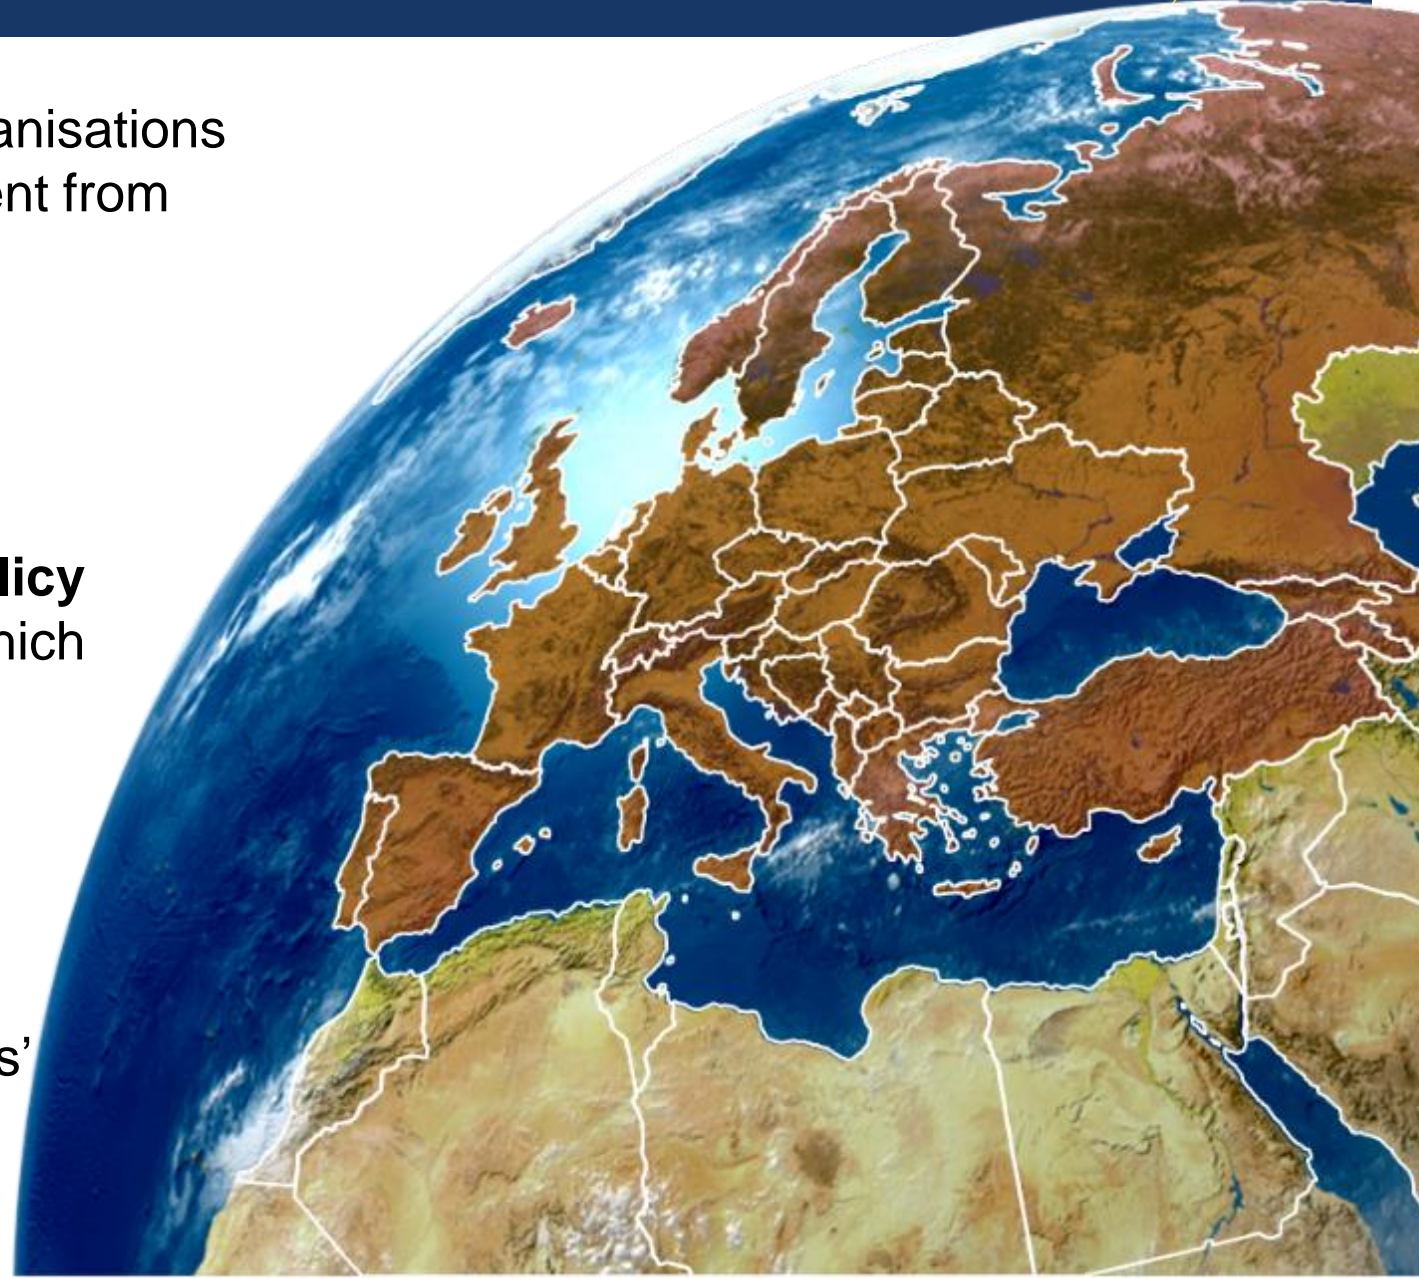 anisations
ent from
licy
hich
s’